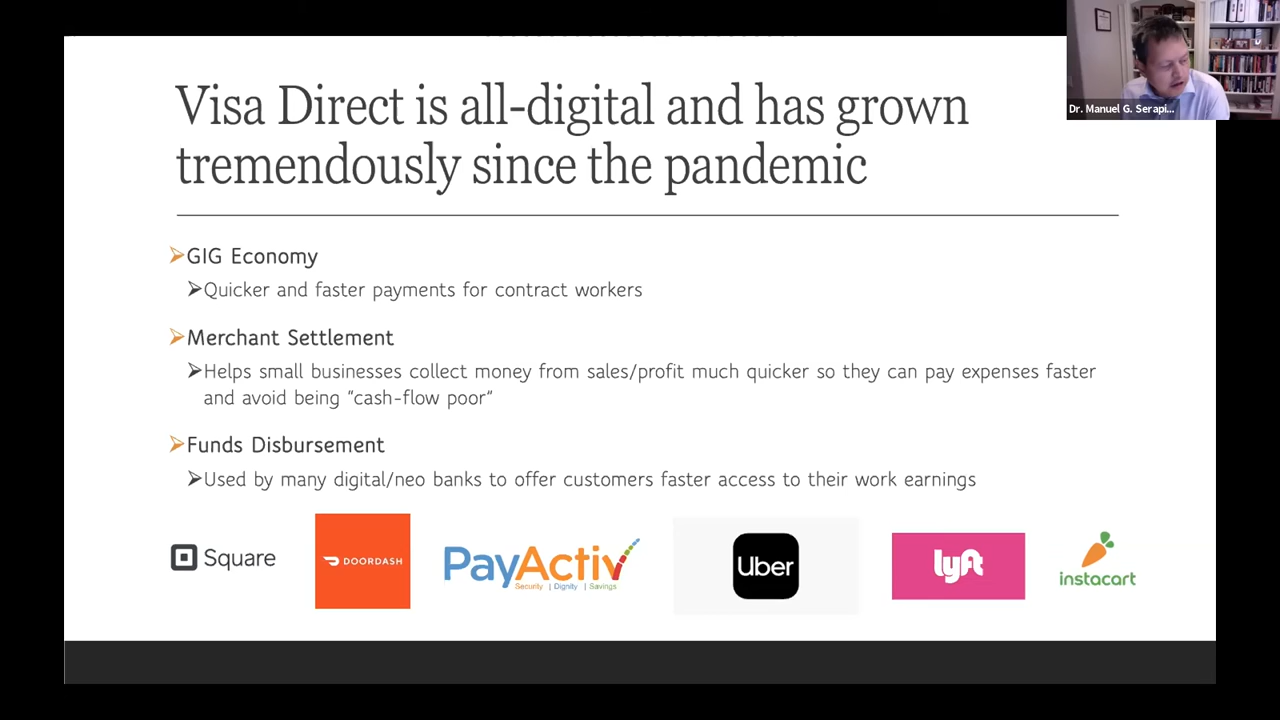 Visa Direct is all-digital and has grown
tremendously since the pandemic
Dr. Manuel G. Serapi...
GIG Economy
Quicker and faster payments for contract workers
Merchant Settlement
Helps small businesses collect money from sales/profit much quicker so they can pay expenses faster
and avoid being "cash-flow poor"
Funds Disbursement
Used by many digital/neo banks to offer customers faster access to their work earnings
Square
DOORDASH
PayActiv
Security | Dignity | Savings
Uber
lyft
instacart